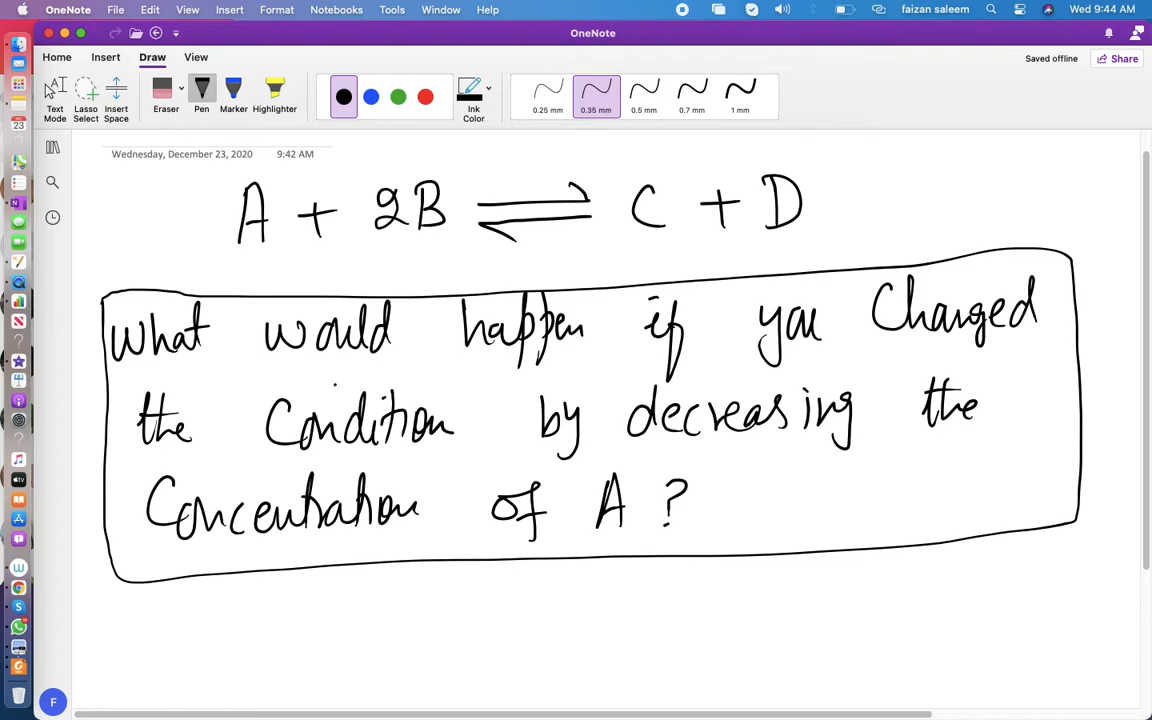 OneNote File Edit View Insert Format Notebooks Tools Window Help faizan saleem Wed 9:44 AM
OneNote
Home Insert Draw View Saved offline Share
Text Mode Lasso Select Insert Space Eraser Pen Marker Highlighter Ink Color 0.25 mm 0.35 mm 0.5 mm 0.7 mm 1 mm
23
Wednesday, December 23, 2020 9:42 AM
A + 2B ⇌ C + D
What would happen if you Changed
the Condition by decreasing the
Concentration of A ?
F